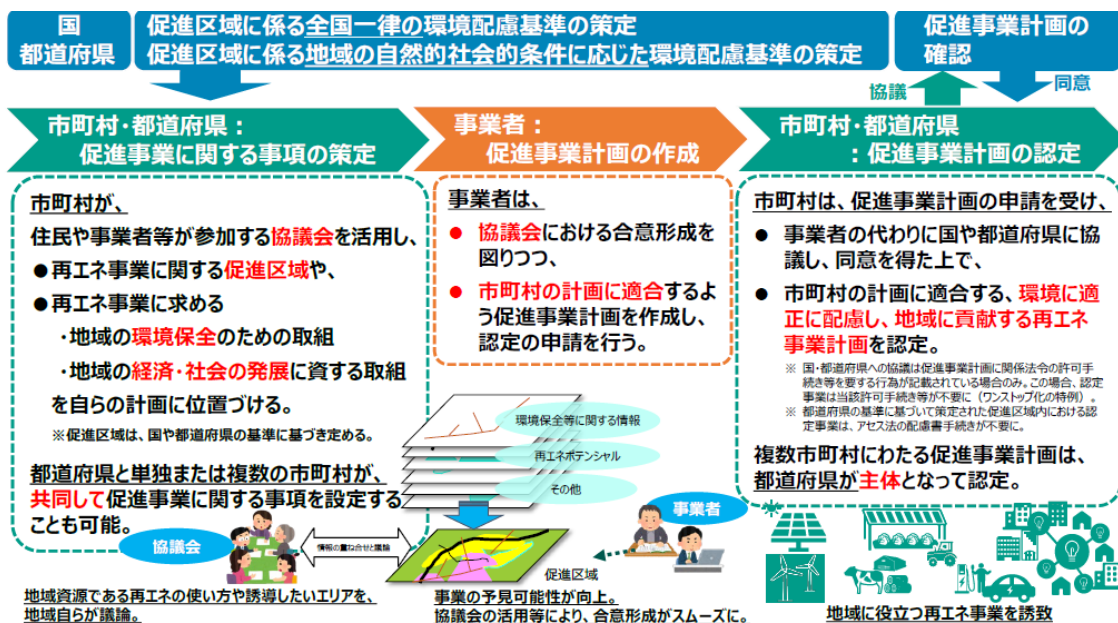 国
都道府県
促進区域に係る全国一律の環境配慮基準の策定
促進区域に係る地域の自然的社会的条件に応じた環境配慮基準の策定
促進事業計画の
確認
協議
同意
市町村・都道府県：
促進事業に関する事項の策定
市町村が、
住民や事業者等が参加する協議会を活用し、
●再エネ事業に関する促進区域や、
●再エネ事業に求める
・地域の環境保全のための取組
・地域の経済・社会の発展に資する取組
を自らの計画に位置づける。
※促進区域は、国や都道府県の基準に基づき定める。
都道府県と単独または複数の市町村が、
共同して促進事業に関する事項を設定する
ことも可能。
協議会
情報の重ね合せと議論
地域資源である再エネの使い方や誘導したいエリアを、
地域自らが議論。
事業者：
促進事業計画の作成
事業者は、
● 協議会における合意形成を
図りつつ、
● 市町村の計画に適合するよ
う促進事業計画を作成し、
認定の申請を行う。
環境保全等に関する情報
再エネポテンシャル
その他
事業者
促進区域
事業の予見可能性が向上。
協議会の活用等により、合意形成がスムーズに。
市町村・都道府県
：促進事業計画の認定
市町村は、促進事業計画の申請を受け、
● 事業者の代わりに国や都道府県に協
議し、同意を得た上で、
● 市町村の計画に適合する、環境に適
正に配慮し、地域に貢献する再エネ
事業計画を認定。
※ 国・都道府県への協議は促進事業計画に関係法令の許可手
続き等を要する行為が記載されている場合のみ。この場合、認定
事業は当該許可手続き等が不要に（ワンストップ化の特例）。
※ 都道府県の基準に基づいて策定された促進区域内における認
定事業は、アセス法の配慮書手続きが不要に。
複数市町村にわたる促進事業計画は、
都道府県が主体となって認定。
地域に役立つ再エネ事業を誘致